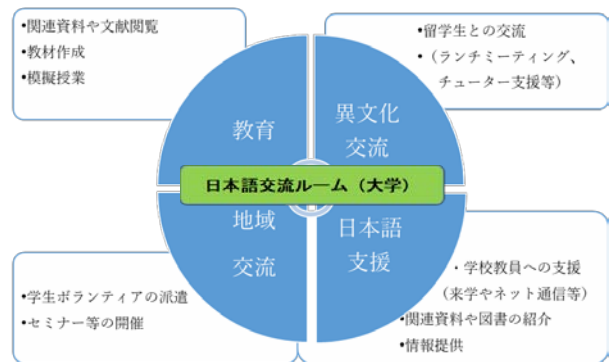 •関連資料や文献閲覧
•教材作成
•模擬授業
•留学生との交流
•（ランチミーティング、
チューター支援等）
教育
異文化
交流
日本語交流ルーム（大学）
地域
交流
日本語
支援
•学生ボランティアの派遣
•セミナー等の開催
・学校教員への支援
（来学やネット通信等）
•関連資料や図書の紹介
•情報提供